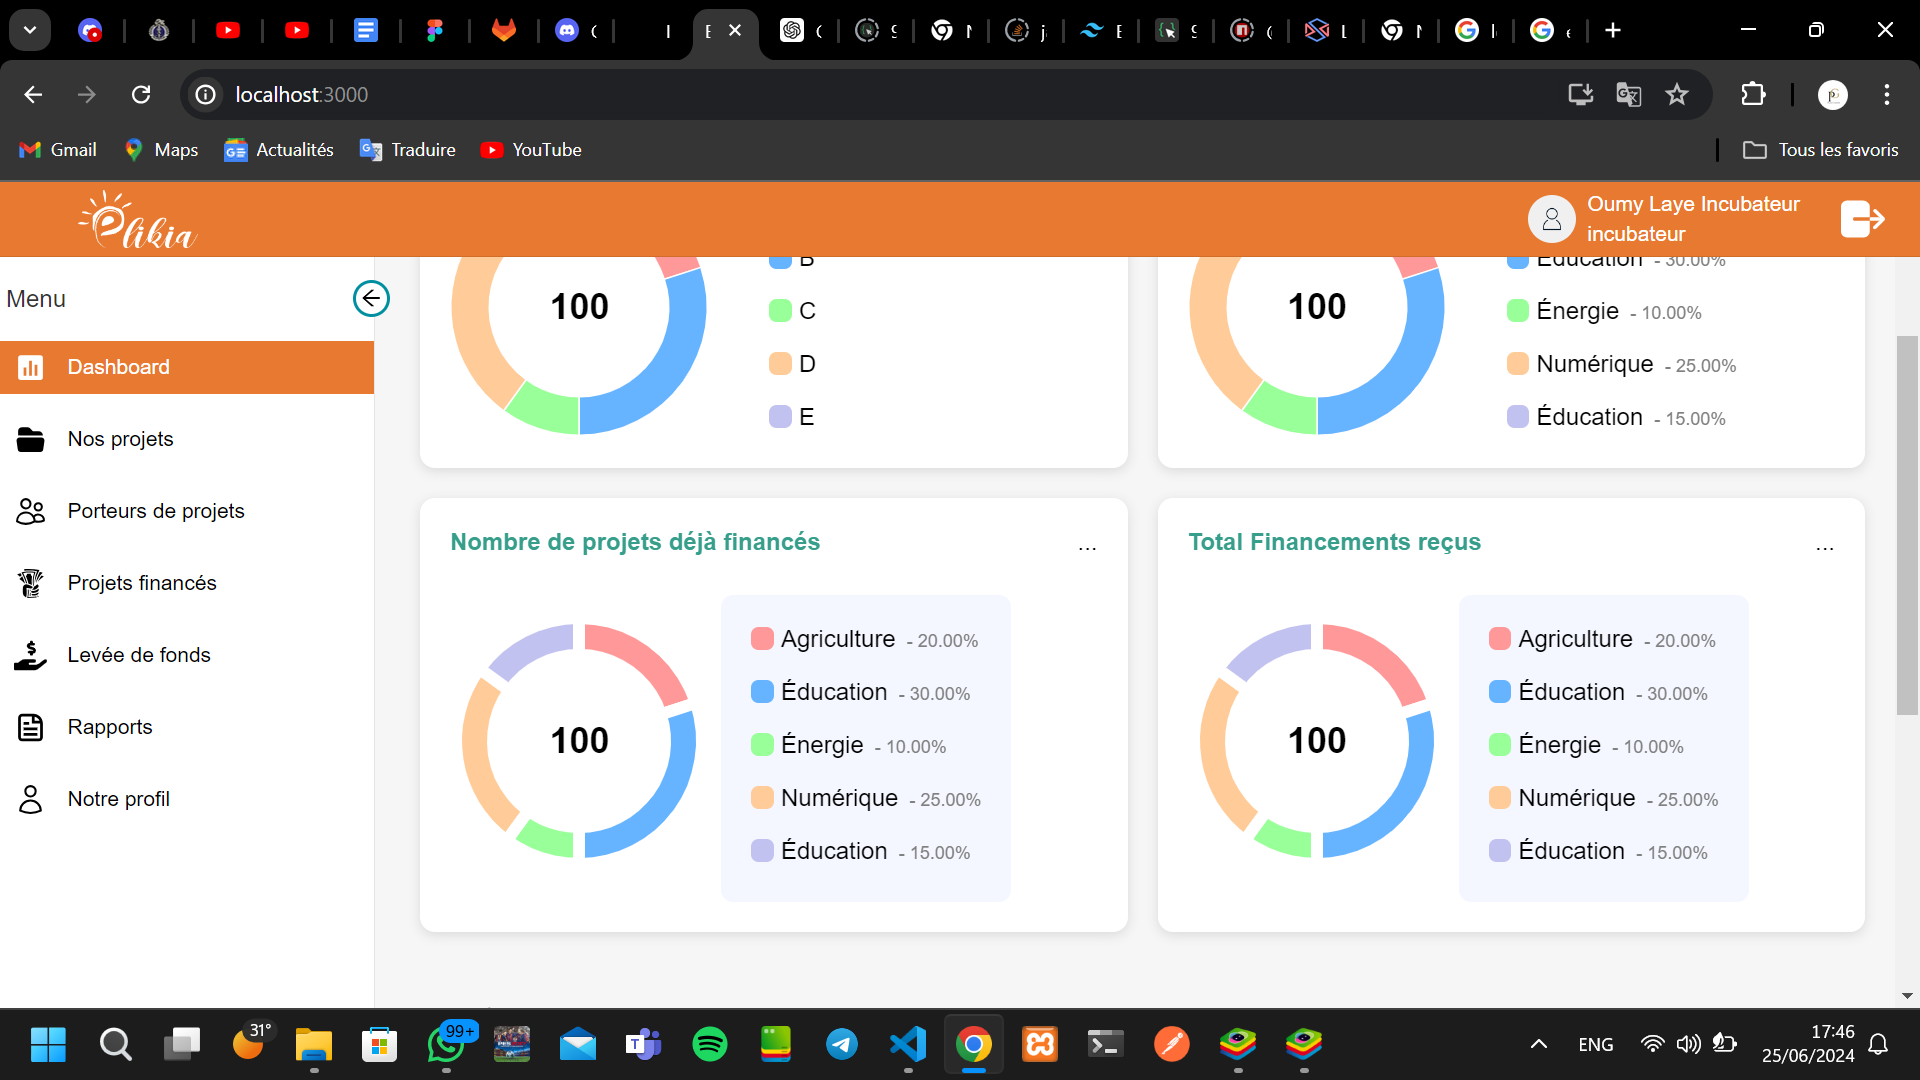 localhost:3000
Gmail
Maps
Actualités
Traduire
YouTube
Tous les favoris
elikia
Oumy Laye Incubateur
incubateur
Menu
Dashboard
Nos projets
Porteurs de projets
Projets financés
Levée de fonds
Rapports
Notre profil
100
B
C
D
E
100
Éducation - 30.00%
Énergie - 10.00%
Numérique - 25.00%
Éducation - 15.00%
Nombre de projets déjà financés
...
100
Agriculture - 20.00%
Éducation - 30.00%
Énergie - 10.00%
Numérique - 25.00%
Éducation - 15.00%
Total Financements reçus
...
100
Agriculture - 20.00%
Éducation - 30.00%
Énergie - 10.00%
Numérique - 25.00%
Éducation - 15.00%
31°
99+
ENG
17:46
25/06/2024